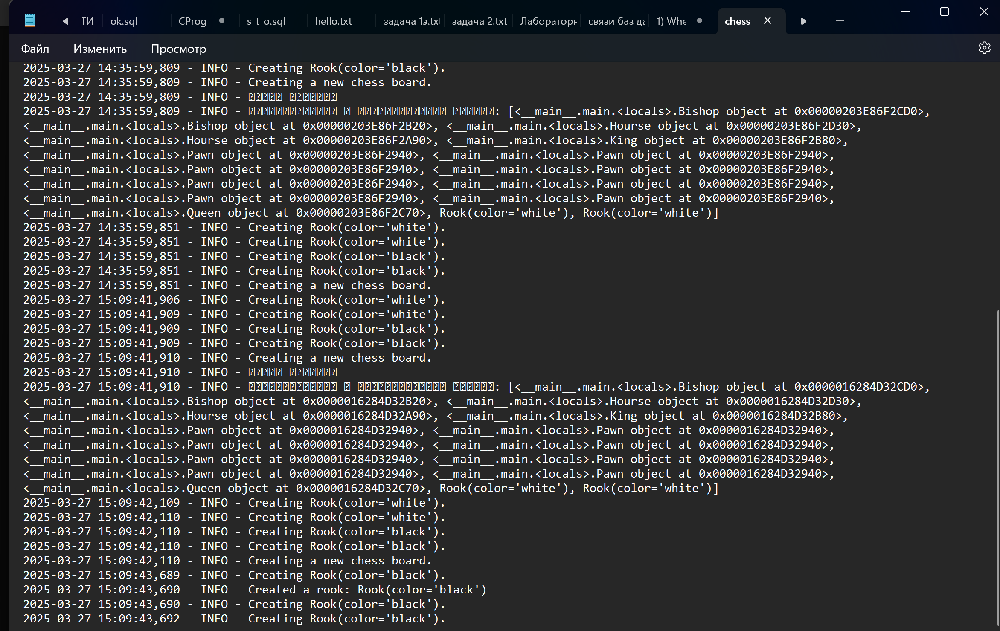 ТИ_ ok.sql CProgr s_t_o.sql hello.txt задача 1э.txt задача 2.txt Лабораторн связи баз да 1) Whe chess_
Файл Изменить Просмотр
2025-03-27 14:35:59,809 - INFO - Creating Rook(color='black').
2025-03-27 14:35:59,809 - INFO - Creating a new chess board.
2025-03-27 14:35:59,809 - INFO - 
2025-03-27 14:35:59,809 - INFO - : [<__main__.main.<locals>.Bishop object at 0x00000203E86F2CD0>,
<__main__.main.<locals>.Bishop object at 0x00000203E86F2B20>, <__main__.main.<locals>.Hourse object at 0x00000203E86F2D30>,
<__main__.main.<locals>.Hourse object at 0x00000203E86F2A90>, <__main__.main.<locals>.King object at 0x00000203E86F2B80>,
<__main__.main.<locals>.Pawn object at 0x00000203E86F2940>, <__main__.main.<locals>.Pawn object at 0x00000203E86F2940>,
<__main__.main.<locals>.Pawn object at 0x00000203E86F2940>, <__main__.main.<locals>.Pawn object at 0x00000203E86F2940>,
<__main__.main.<locals>.Pawn object at 0x00000203E86F2940>, <__main__.main.<locals>.Pawn object at 0x00000203E86F2940>,
<__main__.main.<locals>.Pawn object at 0x00000203E86F2940>, <__main__.main.<locals>.Pawn object at 0x00000203E86F2940>,
<__main__.main.<locals>.Queen object at 0x00000203E86F2C70>, Rook(color='white'), Rook(color='white')]
2025-03-27 14:35:59,851 - INFO - Creating Rook(color='white').
2025-03-27 14:35:59,851 - INFO - Creating Rook(color='white').
2025-03-27 14:35:59,851 - INFO - Creating Rook(color='black').
2025-03-27 14:35:59,851 - INFO - Creating Rook(color='black').
2025-03-27 14:35:59,851 - INFO - Creating a new chess board.
2025-03-27 15:09:41,906 - INFO - Creating Rook(color='white').
2025-03-27 15:09:41,909 - INFO - Creating Rook(color='white').
2025-03-27 15:09:41,909 - INFO - Creating Rook(color='black').
2025-03-27 15:09:41,909 - INFO - Creating Rook(color='black').
2025-03-27 15:09:41,910 - INFO - Creating a new chess board.
2025-03-27 15:09:41,910 - INFO - 
2025-03-27 15:09:41,910 - INFO - : [<__main__.main.<locals>.Bishop object at 0x0000016284D32CD0>,
<__main__.main.<locals>.Bishop object at 0x0000016284D32B20>, <__main__.main.<locals>.Hourse object at 0x0000016284D32D30>,
<__main__.main.<locals>.Hourse object at 0x0000016284D32A90>, <__main__.main.<locals>.King object at 0x0000016284D32B80>,
<__main__.main.<locals>.Pawn object at 0x0000016284D32940>, <__main__.main.<locals>.Pawn object at 0x0000016284D32940>,
<__main__.main.<locals>.Pawn object at 0x0000016284D32940>, <__main__.main.<locals>.Pawn object at 0x0000016284D32940>,
<__main__.main.<locals>.Pawn object at 0x0000016284D32940>, <__main__.main.<locals>.Pawn object at 0x0000016284D32940>,
<__main__.main.<locals>.Pawn object at 0x0000016284D32940>, <__main__.main.<locals>.Pawn object at 0x0000016284D32940>,
<__main__.main.<locals>.Queen object at 0x0000016284D32C70>, Rook(color='white'), Rook(color='white')]
2025-03-27 15:09:42,109 - INFO - Creating Rook(color='white').
2025-03-27 15:09:42,110 - INFO - Creating Rook(color='white').
2025-03-27 15:09:42,110 - INFO - Creating Rook(color='black').
2025-03-27 15:09:42,110 - INFO - Creating Rook(color='black').
2025-03-27 15:09:42,110 - INFO - Creating a new chess board.
2025-03-27 15:09:43,689 - INFO - Creating Rook(color='black').
2025-03-27 15:09:43,690 - INFO - Created a rook: Rook(color='black')
2025-03-27 15:09:43,690 - INFO - Creating Rook(color='black').
2025-03-27 15:09:43,692 - INFO - Creating Rook(color='black').